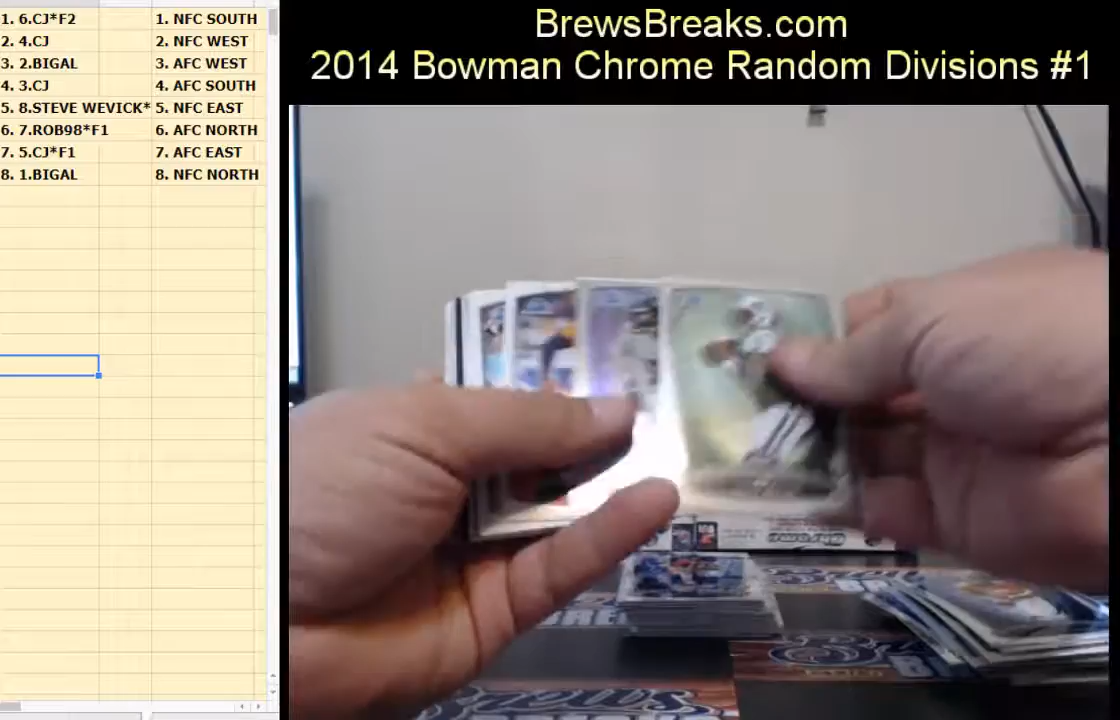 BrewsBreaks.com
2014 Bowman Chrome Random Divisions #1
1. 6.CJ*F2 1. NFC SOUTH
2. 4.CJ 2. NFC WEST
3. 2.BIGAL 3. AFC WEST
4. 3.CJ 4. AFC SOUTH
5. 8.STEVE WEVICK* 5. NFC EAST
6. 7.ROB98*F1 6. AFC NORTH
7. 5.CJ*F1 7. AFC EAST
8. 1.BIGAL 8. NFC NORTH